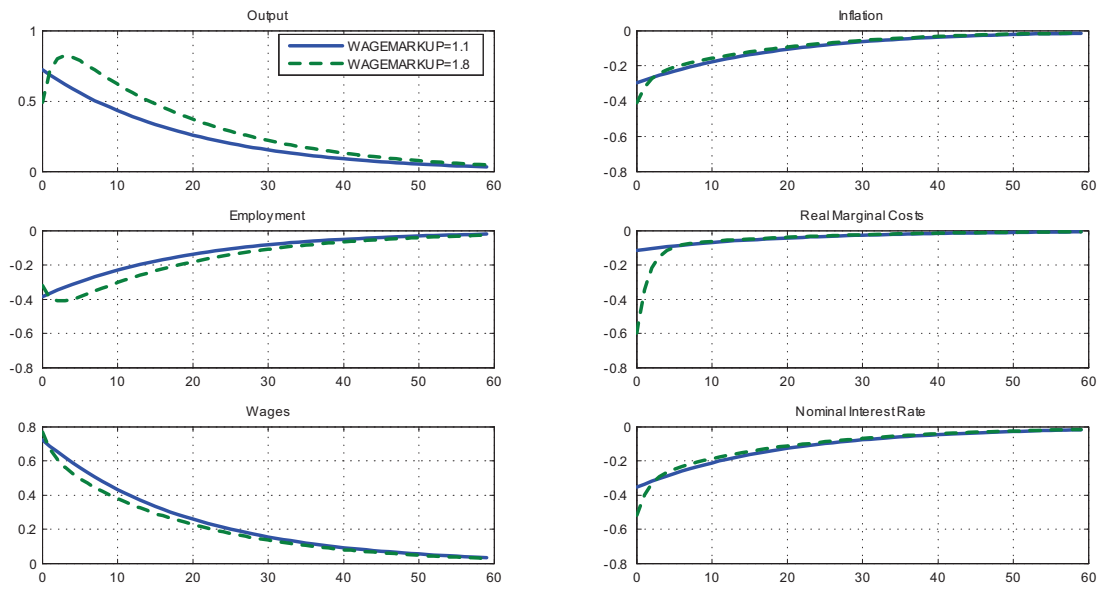 Output
1
0.5
0
0 10 20 30 40 50 60
WAGEMARKUP=1.1
WAGEMARKUP=1.8
Inflation
0
-0.2
-0.4
-0.6
-0.8
0 10 20 30 40 50 60
Employment
0
-0.2
-0.4
-0.6
-0.8
0 10 20 30 40 50 60
Real Marginal Costs
0
-0.2
-0.4
-0.6
-0.8
0 10 20 30 40 50 60
Wages
0.8
0.6
0.4
0.2
0
0 10 20 30 40 50 60
Nominal Interest Rate
0
-0.2
-0.4
-0.6
-0.8
0 10 20 30 40 50 60